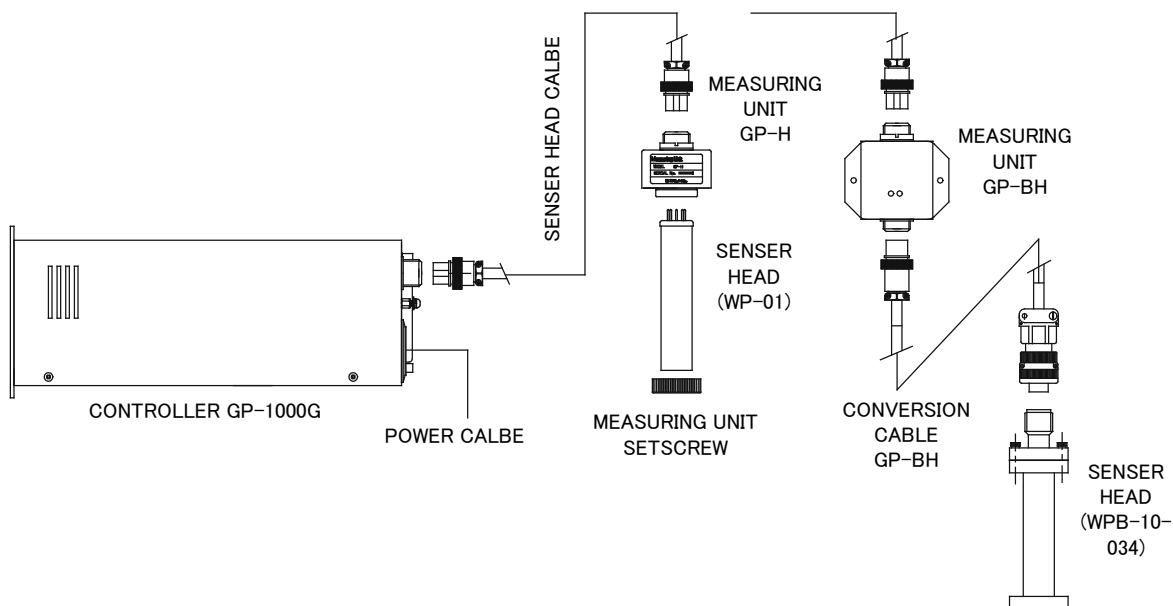 SENSER HEAD CALBE
MEASURING
UNIT
GP-H
MEASURING
UNIT
GP-BH
SENSER
HEAD
(WP-01)
CONTROLLER GP-1000G
POWER CALBE
MEASURING UNIT
SETSCREW
CONVERSION
CABLE
GP-BH
SENSER
HEAD
(WPB-10-
034)